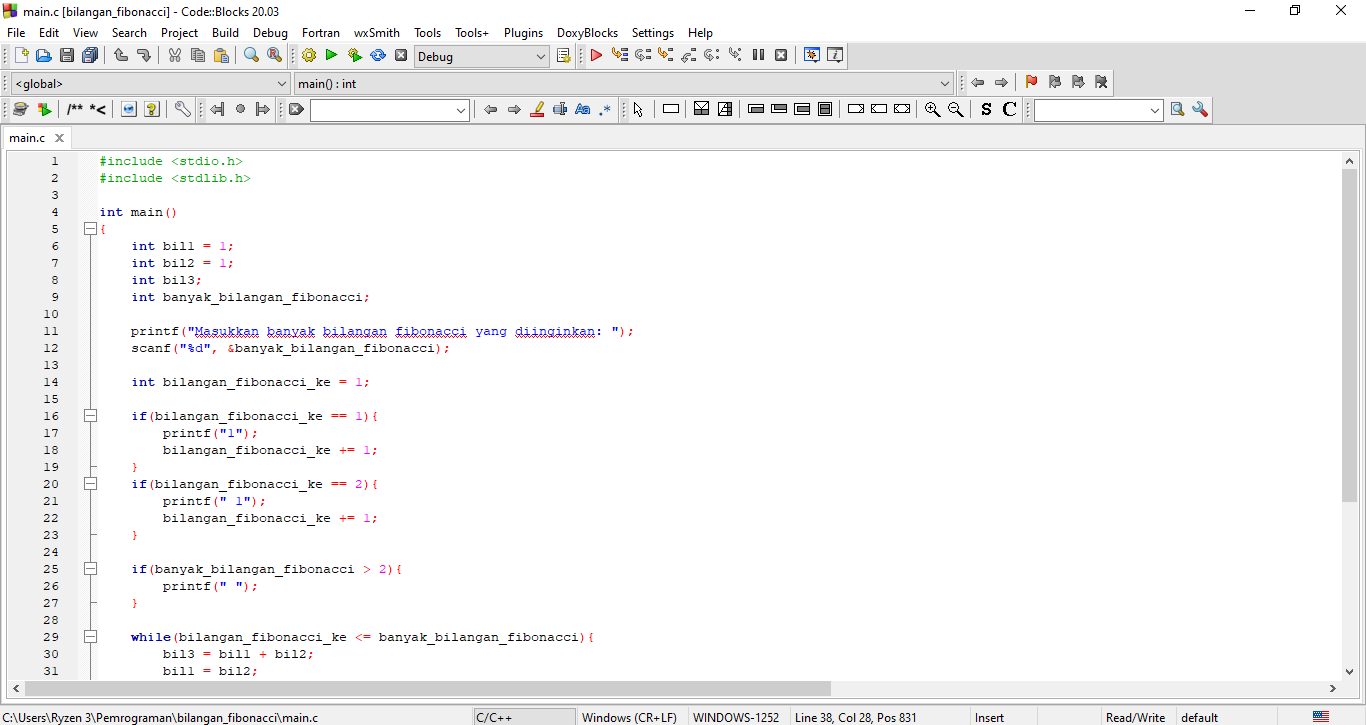 main.c [bilangan_fibonacci] - Code::Blocks 20.03
File Edit View Search Project Build Debug Fortran wxSmith Tools Tools+ Plugins DoxyBlocks Settings Help
Debug
<global> main() : int
/** *< Aa .* S C
main.c
1 #include <stdio.h>
2 #include <stdlib.h>
3
4 int main()
5 {
6 int bil1 = 1;
7 int bil2 = 1;
8 int bil3;
9 int banyak_bilangan_fibonacci;
10
11 printf("Masukkan banyak bilangan fibonacci yang diinginkan: ");
12 scanf("%d", &banyak_bilangan_fibonacci);
13
14 int bilangan_fibonacci_ke = 1;
15
16 if(bilangan_fibonacci_ke == 1){
17 printf("1");
18 bilangan_fibonacci_ke += 1;
19 }
20 if(bilangan_fibonacci_ke == 2){
21 printf(" 1");
22 bilangan_fibonacci_ke += 1;
23 }
24
25 if(banyak_bilangan_fibonacci > 2){
26 printf(" ");
27 }
28
29 while(bilangan_fibonacci_ke <= banyak_bilangan_fibonacci){
30 bil3 = bil1 + bil2;
31 bil1 = bil2;
C:\Users\Ryzen 3\Pemrograman\bilangan_fibonacci\main.c C/C++ Windows (CR+LF) WINDOWS-1252 Line 38, Col 28, Pos 831 Insert Read/Write default